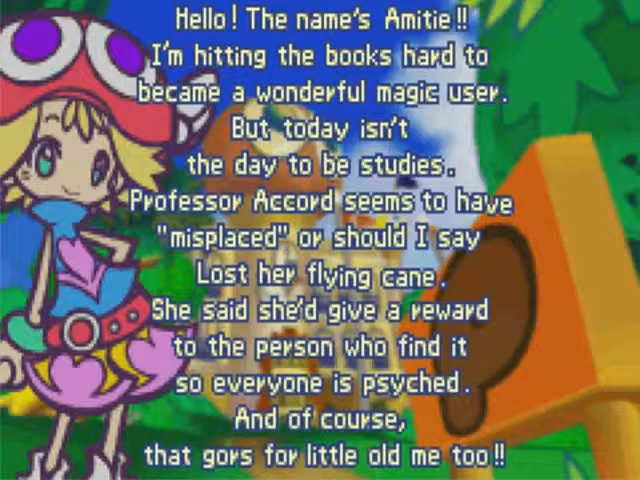 Hello! The name's Amitie!!
I'm hitting the books hard to
became a wonderful magic user.
But today isn't
the day to be studies.
Professor Accord seems to have
"misplaced" or should I say
Lost her flying cane.
She said she'd give a reward
to the person who find it
so everyone is psyched.
And of course,
that gors for little old me too!!